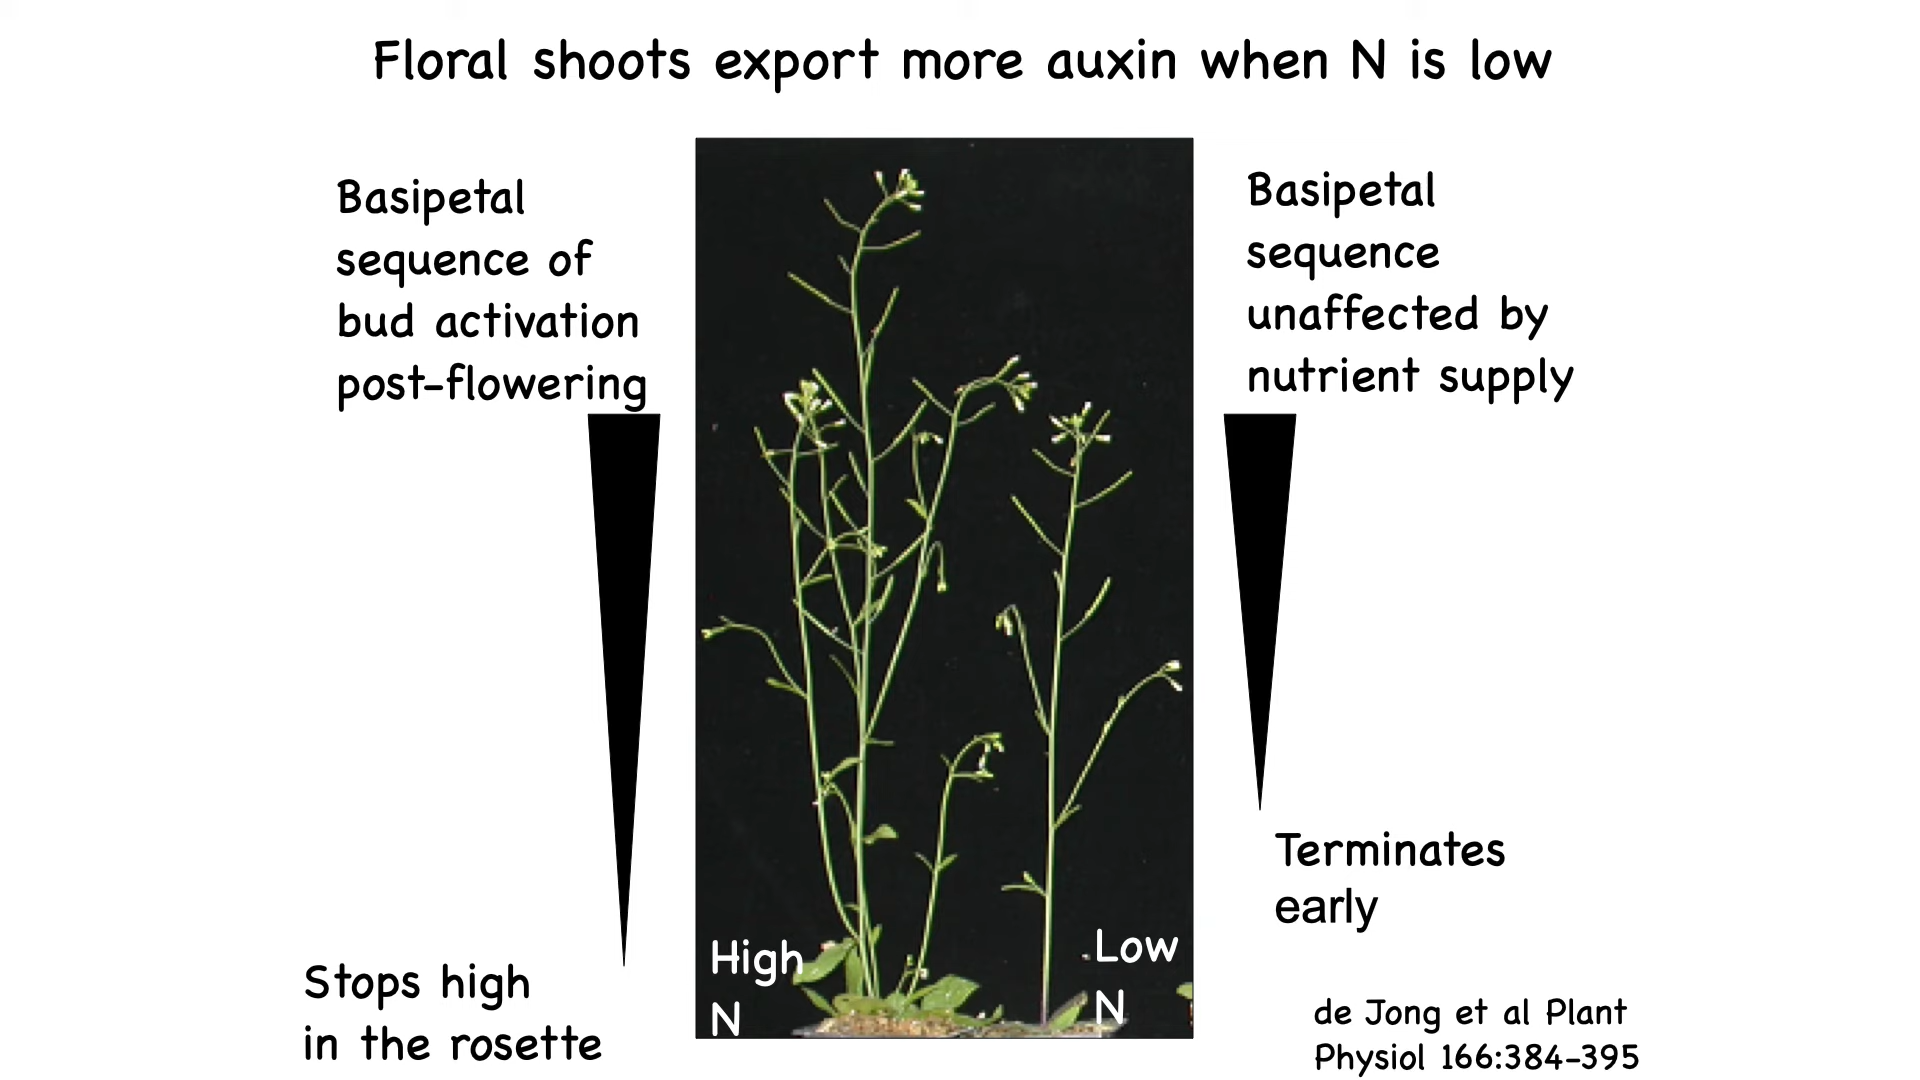 Floral shoots export more auxin when N is low
Basipetal
sequence of
bud activation
post-flowering
Basipetal
sequence
unaffected by
nutrient supply
Terminates
early
High
N
Low
N
Stops high
in the rosette
de Jong et al Plant
Physiol 166:384-395